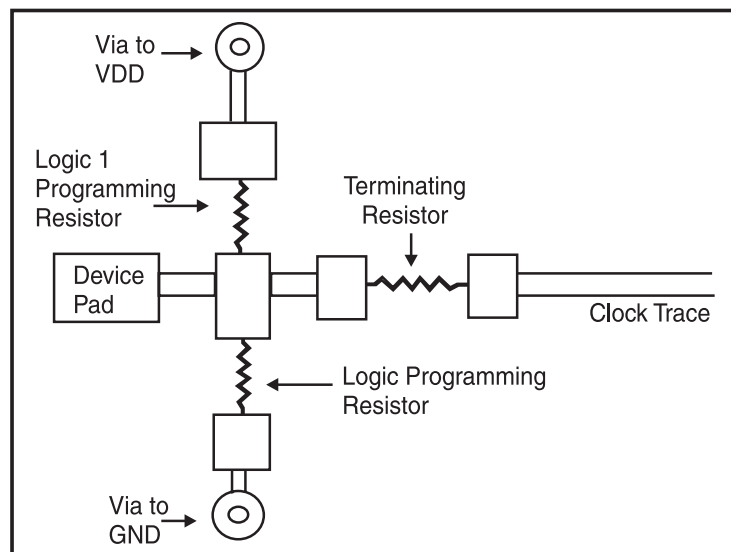 Via to
VDD
Logic 1
Programming
Resistor
Terminating
Resistor
Device
Pad
Clock Trace
Logic Programming
Resistor
Via to
GND